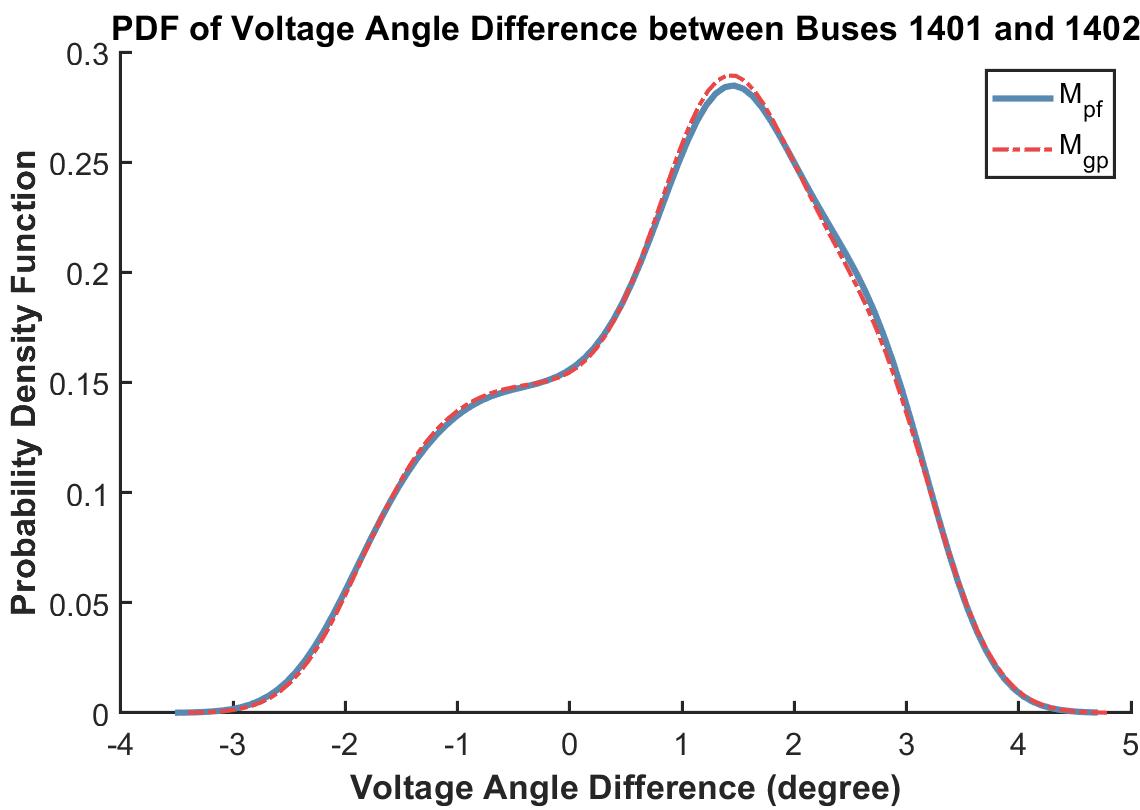 PDF of Voltage Angle Difference between Buses 1401 and 1402
0.3
0.25
0.2
0.15
0.1
0.05
0
Probability Density Function
-4 -3 -2 -1 0 1 2 3 4 5
Voltage Angle Difference (degree)
Mpf
Mgp